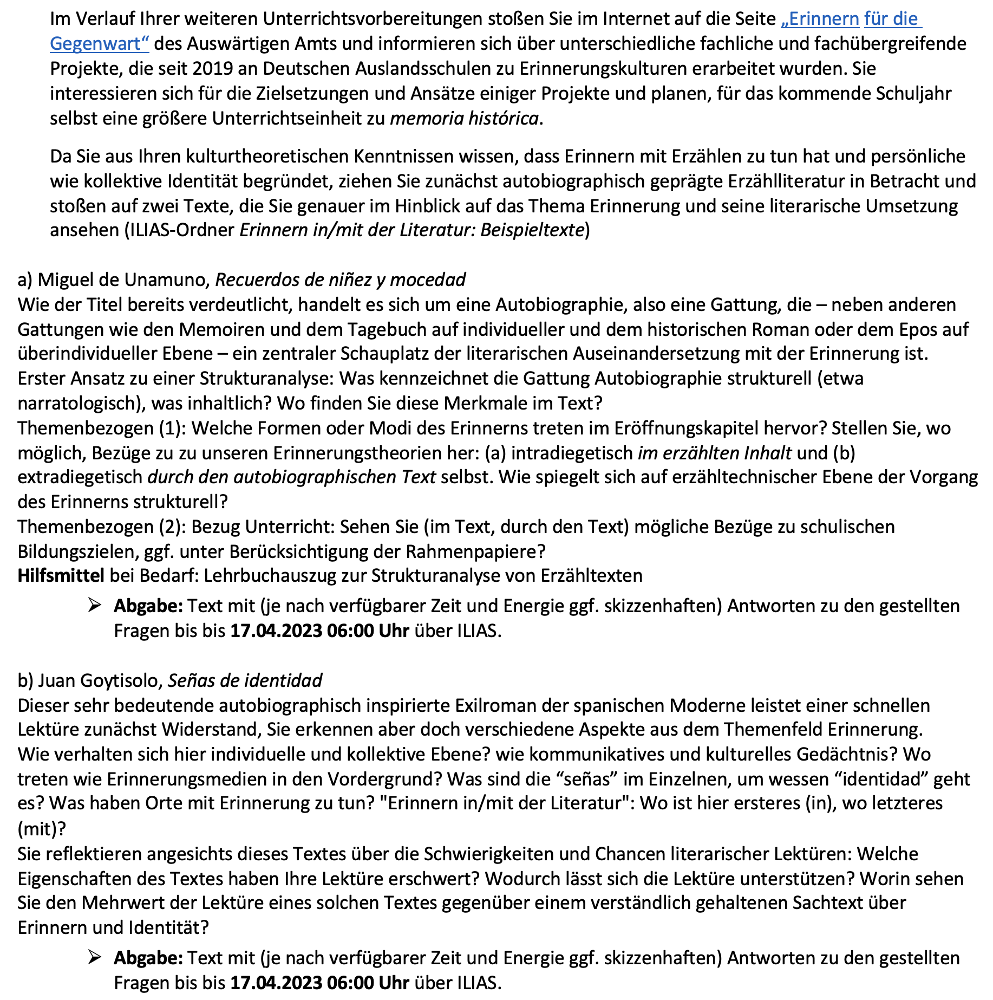 Im Verlauf Ihrer weiteren Unterrichtsvorbereitungen stoßen Sie im Internet auf die Seite „Erinnern für die
Gegenwart“ des Auswärtigen Amts und informieren sich über unterschiedliche fachliche und fachübergreifende
Projekte, die seit 2019 an Deutschen Auslandsschulen zu Erinnerungskulturen erarbeitet wurden. Sie
interessieren sich für die Zielsetzungen und Ansätze einiger Projekte und planen, für das kommende Schuljahr
selbst eine größere Unterrichtseinheit zu memoria histórica.
Da Sie aus Ihren kulturtheoretischen Kenntnissen wissen, dass Erinnern mit Erzählen zu tun hat und persönliche
wie kollektive Identität begründet, ziehen Sie zunächst autobiographisch geprägte Erzählliteratur in Betracht und
stoßen auf zwei Texte, die Sie genauer im Hinblick auf das Thema Erinnerung und seine literarische Umsetzung
ansehen (ILIAS-Ordner Erinnern in/mit der Literatur: Beispieltexte)
a) Miguel de Unamuno, Recuerdos de niñez y mocedad
Wie der Titel bereits verdeutlicht, handelt es sich um eine Autobiographie, also eine Gattung, die – neben anderen
Gattungen wie den Memoiren und dem Tagebuch auf individueller und dem historischen Roman oder dem Epos auf
überindividueller Ebene – ein zentraler Schauplatz der literarischen Auseinandersetzung mit der Erinnerung ist.
Erster Ansatz zu einer Strukturanalyse: Was kennzeichnet die Gattung Autobiographie strukturell (etwa
narratologisch), was inhaltlich? Wo finden Sie diese Merkmale im Text?
Themenbezogen (1): Welche Formen oder Modi des Erinnerns treten im Eröffnungskapitel hervor? Stellen Sie, wo
möglich, Bezüge zu zu unseren Erinnerungstheorien her: (a) intradiegetisch im erzählten Inhalt und (b)
extradiegetisch durch den autobiographischen Text selbst. Wie spiegelt sich auf erzähltechnischer Ebene der Vorgang
des Erinnerns strukturell?
Themenbezogen (2): Bezug Unterricht: Sehen Sie (im Text, durch den Text) mögliche Bezüge zu schulischen
Bildungszielen, ggf. unter Berücksichtigung der Rahmenpapiere?
Hilfsmittel bei Bedarf: Lehrbuchauszug zur Strukturanalyse von Erzähltexten
➢ Abgabe: Text mit (je nach verfügbarer Zeit und Energie ggf. skizzenhaften) Antworten zu den gestellten
Fragen bis bis 17.04.2023 06:00 Uhr über ILIAS.
b) Juan Goytisolo, Señas de identidad
Dieser sehr bedeutende autobiographisch inspirierte Exilroman der spanischen Moderne leistet einer schnellen
Lektüre zunächst Widerstand, Sie erkennen aber doch verschiedene Aspekte aus dem Themenfeld Erinnerung.
Wie verhalten sich hier individuelle und kollektive Ebene? wie kommunikatives und kulturelles Gedächtnis? Wo
treten wie Erinnerungsmedien in den Vordergrund? Was sind die “señas” im Einzelnen, um wessen “identidad” geht
es? Was haben Orte mit Erinnerung zu tun? "Erinnern in/mit der Literatur": Wo ist hier ersteres (in), wo letzteres
(mit)?
Sie reflektieren angesichts dieses Textes über die Schwierigkeiten und Chancen literarischer Lektüren: Welche
Eigenschaften des Textes haben Ihre Lektüre erschwert? Wodurch lässt sich die Lektüre unterstützen? Worin sehen
Sie den Mehrwert der Lektüre eines solchen Textes gegenüber einem verständlich gehaltenen Sachtext über
Erinnern und Identität?
➢ Abgabe: Text mit (je nach verfügbarer Zeit und Energie ggf. skizzenhaften) Antworten zu den gestellten
Fragen bis bis 17.04.2023 06:00 Uhr über ILIAS.